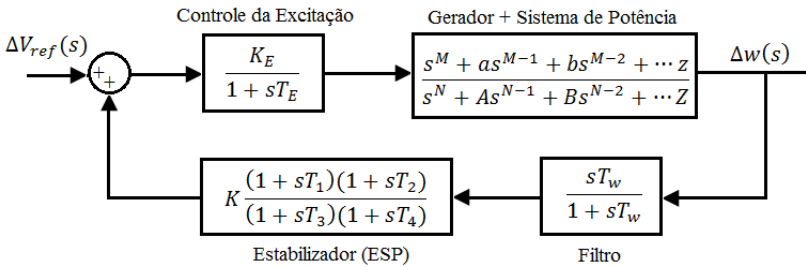 Controle da Excitação
Gerador + Sistema de Potência
ΔV_ref(s)
+
+
K_E
1 + sT_E
s^M + as^{M−1} + bs^{M−2} + ⋯ z
s^N + As^{N−1} + Bs^{N−2} + ⋯ Z
Δw(s)
K (1 + sT_1)(1 + sT_2)
(1 + sT_3)(1 + sT_4)
sT_w
1 + sT_w
Estabilizador (ESP)
Filtro